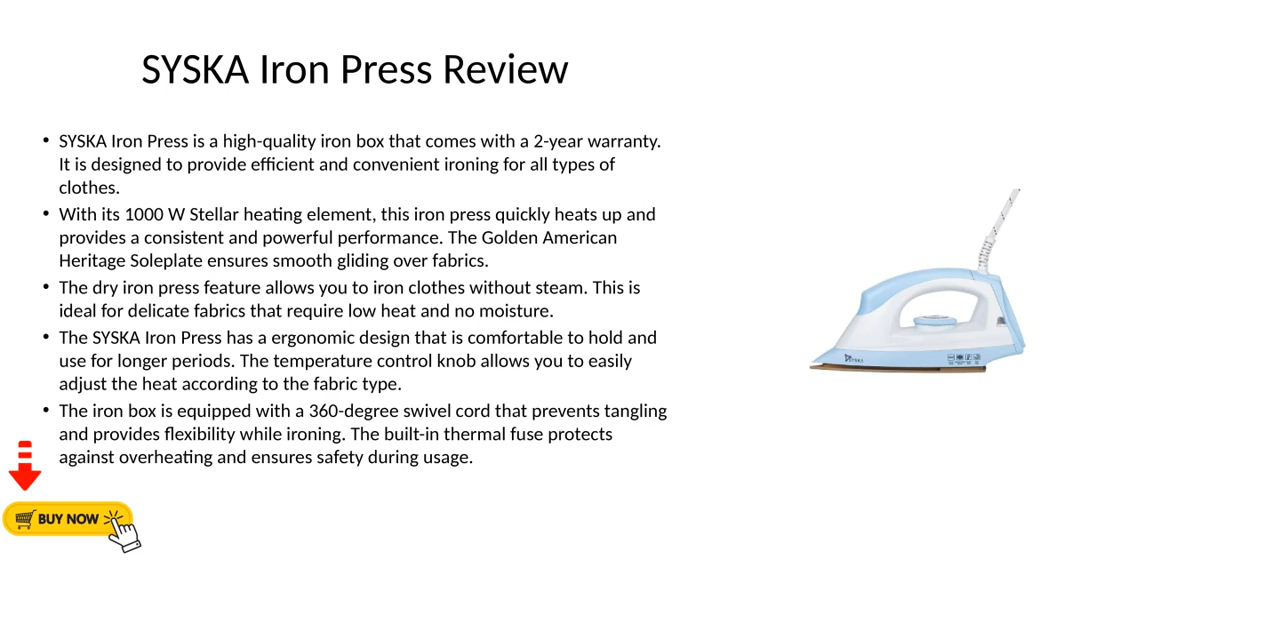 SYSKA Iron Press Review
• SYSKA Iron Press is a high-quality iron box that comes with a 2-year warranty.
It is designed to provide efficient and convenient ironing for all types of
clothes.
• With its 1000 W Stellar heating element, this iron press quickly heats up and
provides a consistent and powerful performance. The Golden American
Heritage Soleplate ensures smooth gliding over fabrics.
• The dry iron press feature allows you to iron clothes without steam. This is
ideal for delicate fabrics that require low heat and no moisture.
• The SYSKA Iron Press has a ergonomic design that is comfortable to hold and
use for longer periods. The temperature control knob allows you to easily
adjust the heat according to the fabric type.
• The iron box is equipped with a 360-degree swivel cord that prevents tangling
and provides flexibility while ironing. The built-in thermal fuse protects
against overheating and ensures safety during usage.
BUY NOW
SYSKA